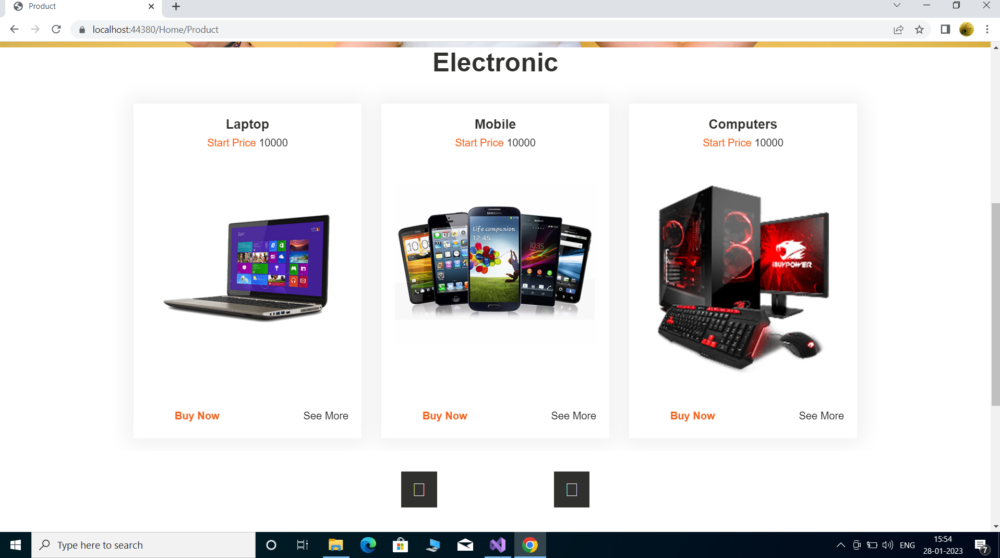 Product
localhost:44380/Home/Product
Electronic
Laptop
Start Price 10000
Mobile
Start Price 10000
Computers
Start Price 10000
Start
SAMSUNG
Life companion
12:45
SONY
10:35
iBUYPOWER
Buy Now
See More
Buy Now
See More
Buy Now
See More
Type here to search
ENG
15:54
28-01-2023
7